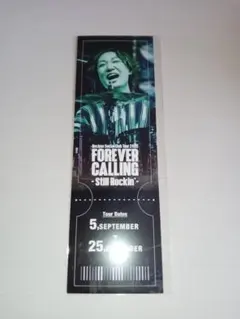 FOREVER
CALLING
- Still Rockin' -
Tour Dates
5, SEPTEMBER
25,